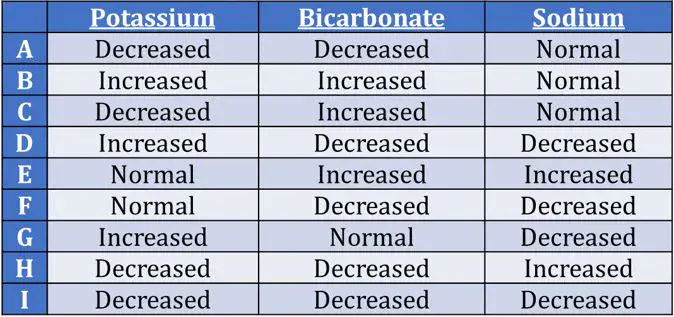 Potassium Bicarbonate Sodium
A Decreased Decreased Normal
B Increased Increased Normal
C Decreased Increased Normal
D Increased Decreased Decreased
E Normal Increased Increased
F Normal Decreased Decreased
G Increased Normal Decreased
H Decreased Decreased Increased
I Decreased Decreased Decreased